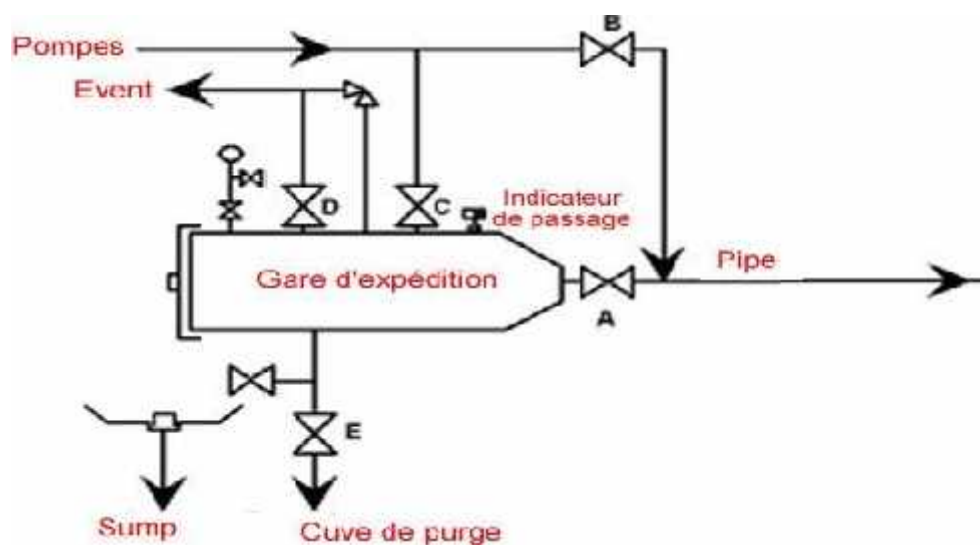 B
Pompes
Event
D
C
Indicateur
de passage
Gare d'expédition
Pipe
A
E
Sump
Cuve de purge